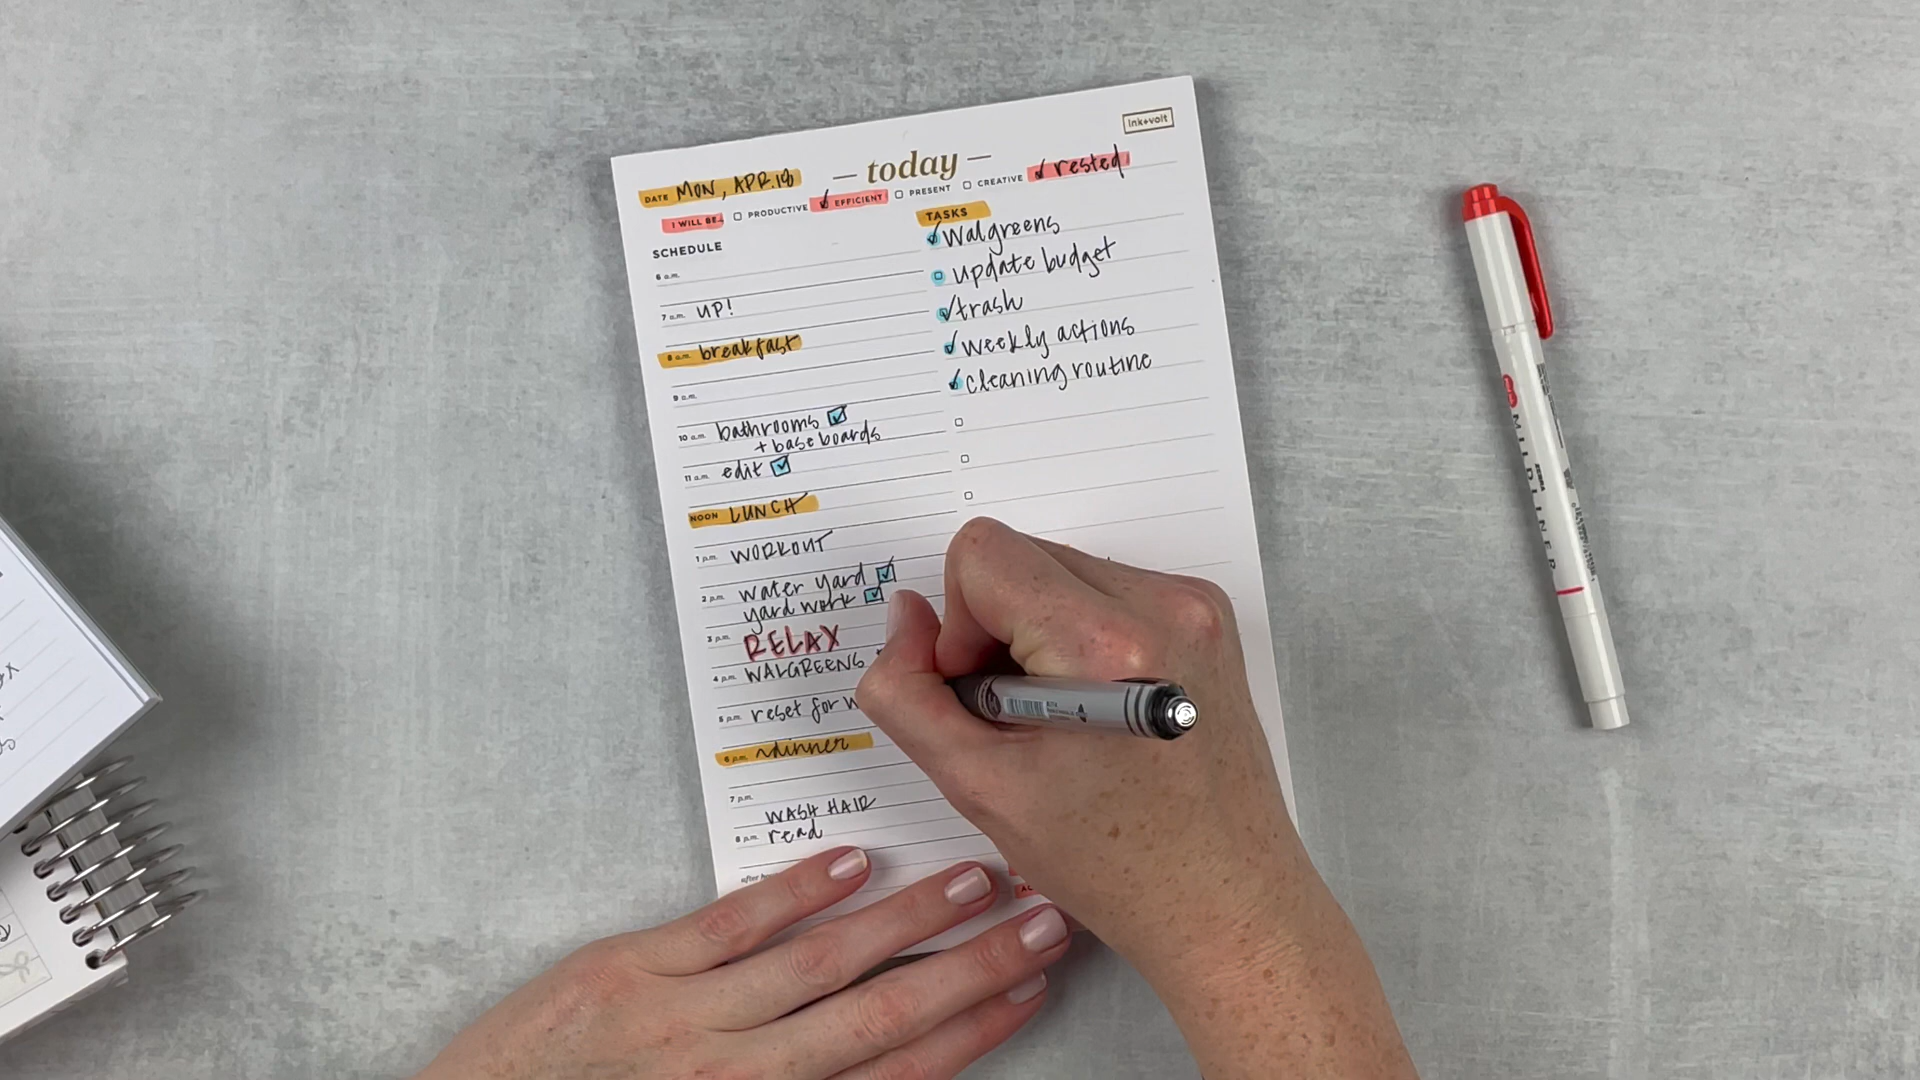 ink+volt
— today —
DATE MON, APR. 18
I WILL BE... PRODUCTIVE EFFICIENT PRESENT CREATIVE rested
SCHEDULE
6 a.m.
7 a.m. UP!
8 a.m. breakfast
9 a.m.
10 a.m. bathrooms
+ baseboards
11 a.m. edit
NOON LUNCH
1 p.m. WORKOUT
2 p.m. water yard
yard work
3 p.m. RELAX
4 p.m. WALGREENS
5 p.m. reset for
6 p.m. dinner
7 p.m.
WASH HAIR
8 p.m. read
after
TASKS
Walgreens
update budget
trash
weekly actions
cleaning routine
MILDLINER
ZEBRA